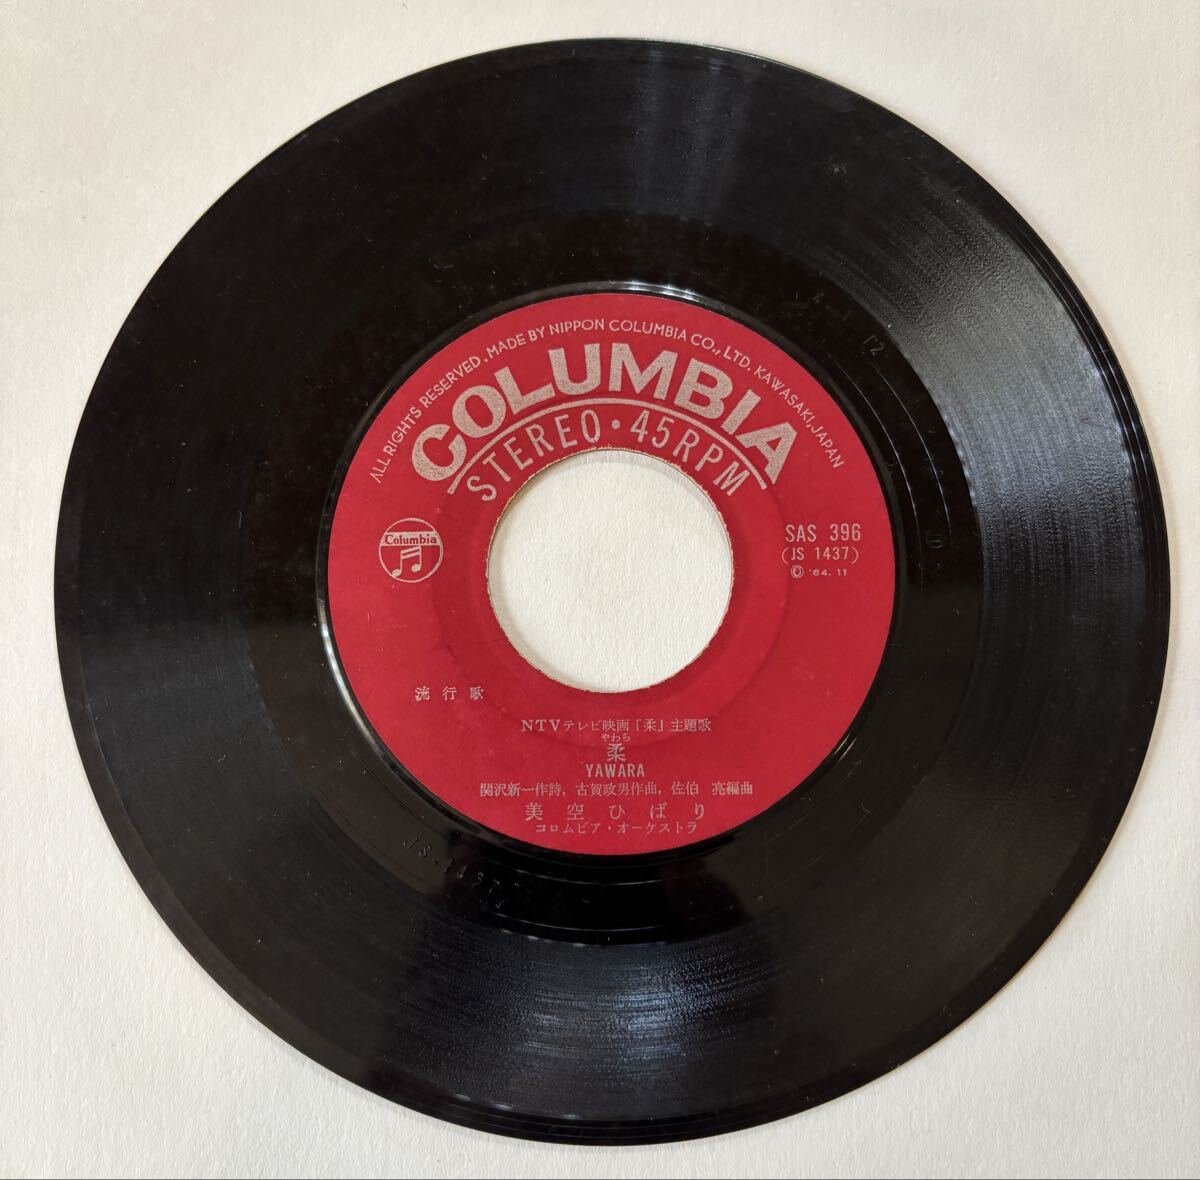 ALL RIGHTS RESERVED. MADE BY NIPPON COLUMBIA CO., LTD. KAWASAKI, JAPAN
COLUMBIA
STEREO・45RPM
Columbia
SAS 396
(JS 1437)
© '64.11
流行歌
NTVテレビ映画「柔」主題歌
やわら
柔
YAWARA
関沢新一作詩, 古賀政男作曲, 佐伯 亮編曲
美空ひばり
コロムビア・オーケストラ